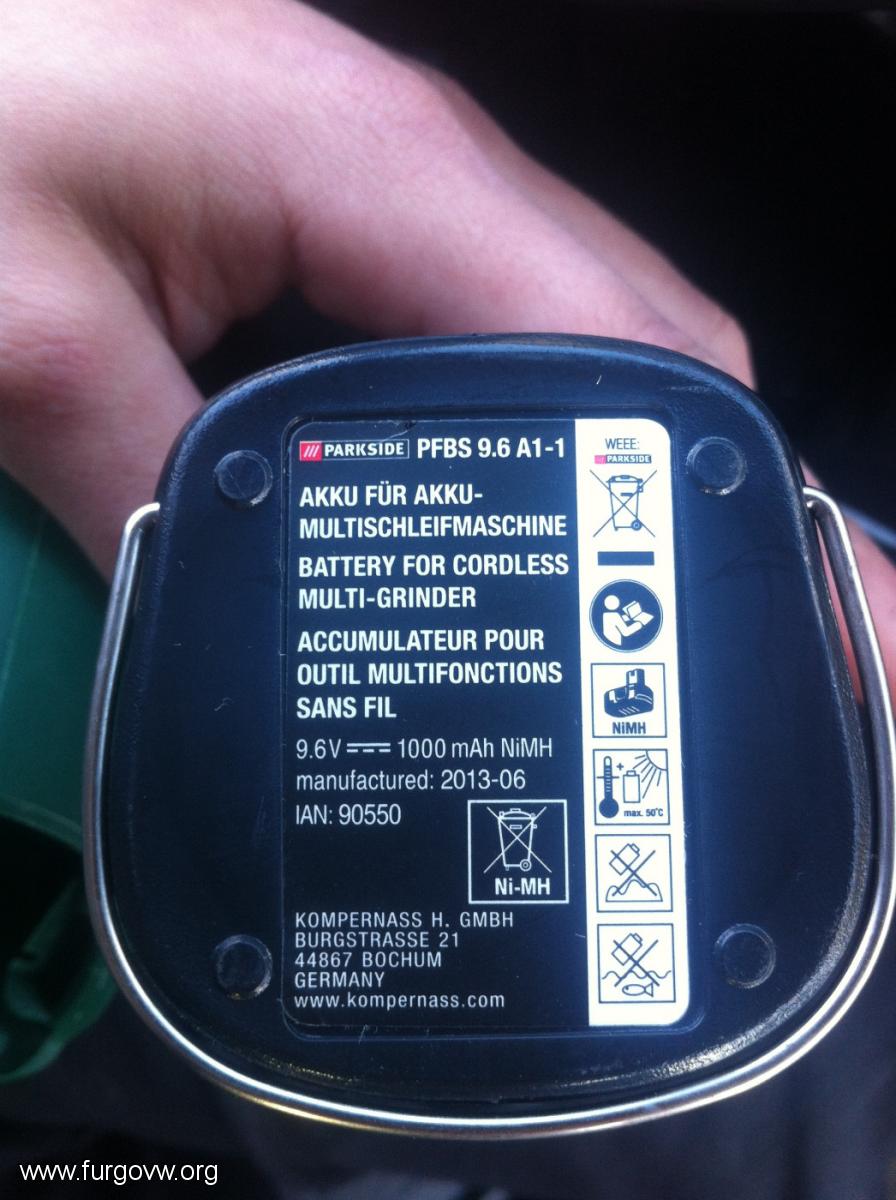 PARKSIDE PFBS 9.6 A1-1
AKKU FÜR AKKU-
MULTISCHLEIFMASCHINE
BATTERY FOR CORDLESS
MULTI-GRINDER
ACCUMULATEUR POUR
OUTIL MULTIFONCTIONS
SANS FIL
9.6V 1000 mAh NiMH
manufactured: 2013-06
IAN: 90550
Ni-MH
KOMPERNASS H. GMBH
BURGSTRASSE 21
44867 BOCHUM
GERMANY
www.kompernass.com
WEEE:
PARKSIDE
NiMH
+
max. 50°C
www.furgovw.org